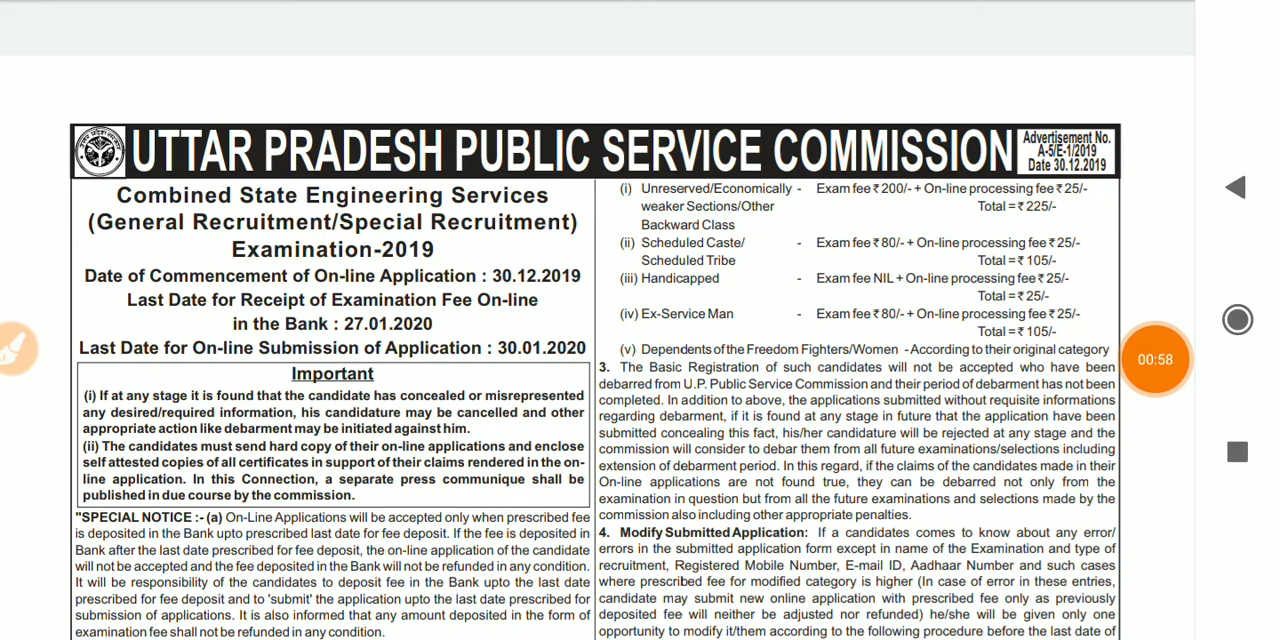 UTTAR PRADESH PUBLIC SERVICE COMMISSION
Advertisement No.
A-5/E-1/2019
Date 30.12.2019
Combined State Engineering Services
(General Recruitment/Special Recruitment)
Examination-2019
Date of Commencement of On-line Application : 30.12.2019
Last Date for Receipt of Examination Fee On-line
in the Bank : 27.01.2020
Last Date for On-line Submission of Application : 30.01.2020
Important
(i) If at any stage it is found that the candidate has concealed or misrepresented
any desired/required information, his candidature may be cancelled and other
appropriate action like debarment may be initiated against him.
(ii) The candidates must send hard copy of their on-line applications and enclose
self attested copies of all certificates in support of their claims rendered in the on-
line application. In this Connection, a separate press communique shall be
published in due course by the commission.
"SPECIAL NOTICE :- (a) On-Line Applications will be accepted only when prescribed fee
is deposited in the Bank upto prescribed last date for fee deposit. If the fee is deposited in
Bank after the last date prescribed for fee deposit, the on-line application of the candidate
will not be accepted and the fee deposited in the Bank will not be refunded in any condition.
It will be responsibility of the candidates to deposit fee in the Bank upto the last date
prescribed for fee deposit and to 'submit' the application upto the last date prescribed for
submission of applications. It is also informed that any amount deposited in the form of
examination fee shall not be refunded in any condition.
(i) Unreserved/Economically - Exam fee ₹ 200/- + On-line processing fee ₹ 25/-
weaker Sections/Other Total = ₹ 225/-
Backward Class
(ii) Scheduled Caste/ - Exam fee ₹ 80/- + On-line processing fee ₹ 25/-
Scheduled Tribe Total = ₹ 105/-
(iii) Handicapped - Exam fee NIL + On-line processing fee ₹ 25/-
Total = ₹ 25/-
(iv) Ex-Service Man - Exam fee ₹ 80/- + On-line processing fee ₹ 25/-
Total = ₹ 105/-
(v) Dependents of the Freedom Fighters/Women - According to their original category
3. The Basic Registration of such candidates will not be accepted who have been
debarred from U.P. Public Service Commission and their period of debarment has not been
completed. In addition to above, the applications submitted without requisite informations
regarding debarment, if it is found at any stage in future that the application have been
submitted concealing this fact, his/her candidature will be rejected at any stage and the
commission will consider to debar them from all future examinations/selections including
extension of debarment period. In this regard, if the claims of the candidates made in their
On-line applications are not found true, they can be debarred not only from the
examination in question but from all the future examinations and selections made by the
commission also including other appropriate penalties.
4. Modify Submitted Application: If a candidates comes to know about any error/
errors in the submitted application form except in name of the Examination and type of
recruitment, Registered Mobile Number, E-mail ID, Aadhaar Number and such cases
where prescribed fee for modified category is higher (In case of error in these entries,
candidate may submit new online application with prescribed fee only as previously
deposited fee will neither be adjusted nor refunded) he/she will be given only one
opportunity to modify it/them according to the following procedure before the last date of
00:58